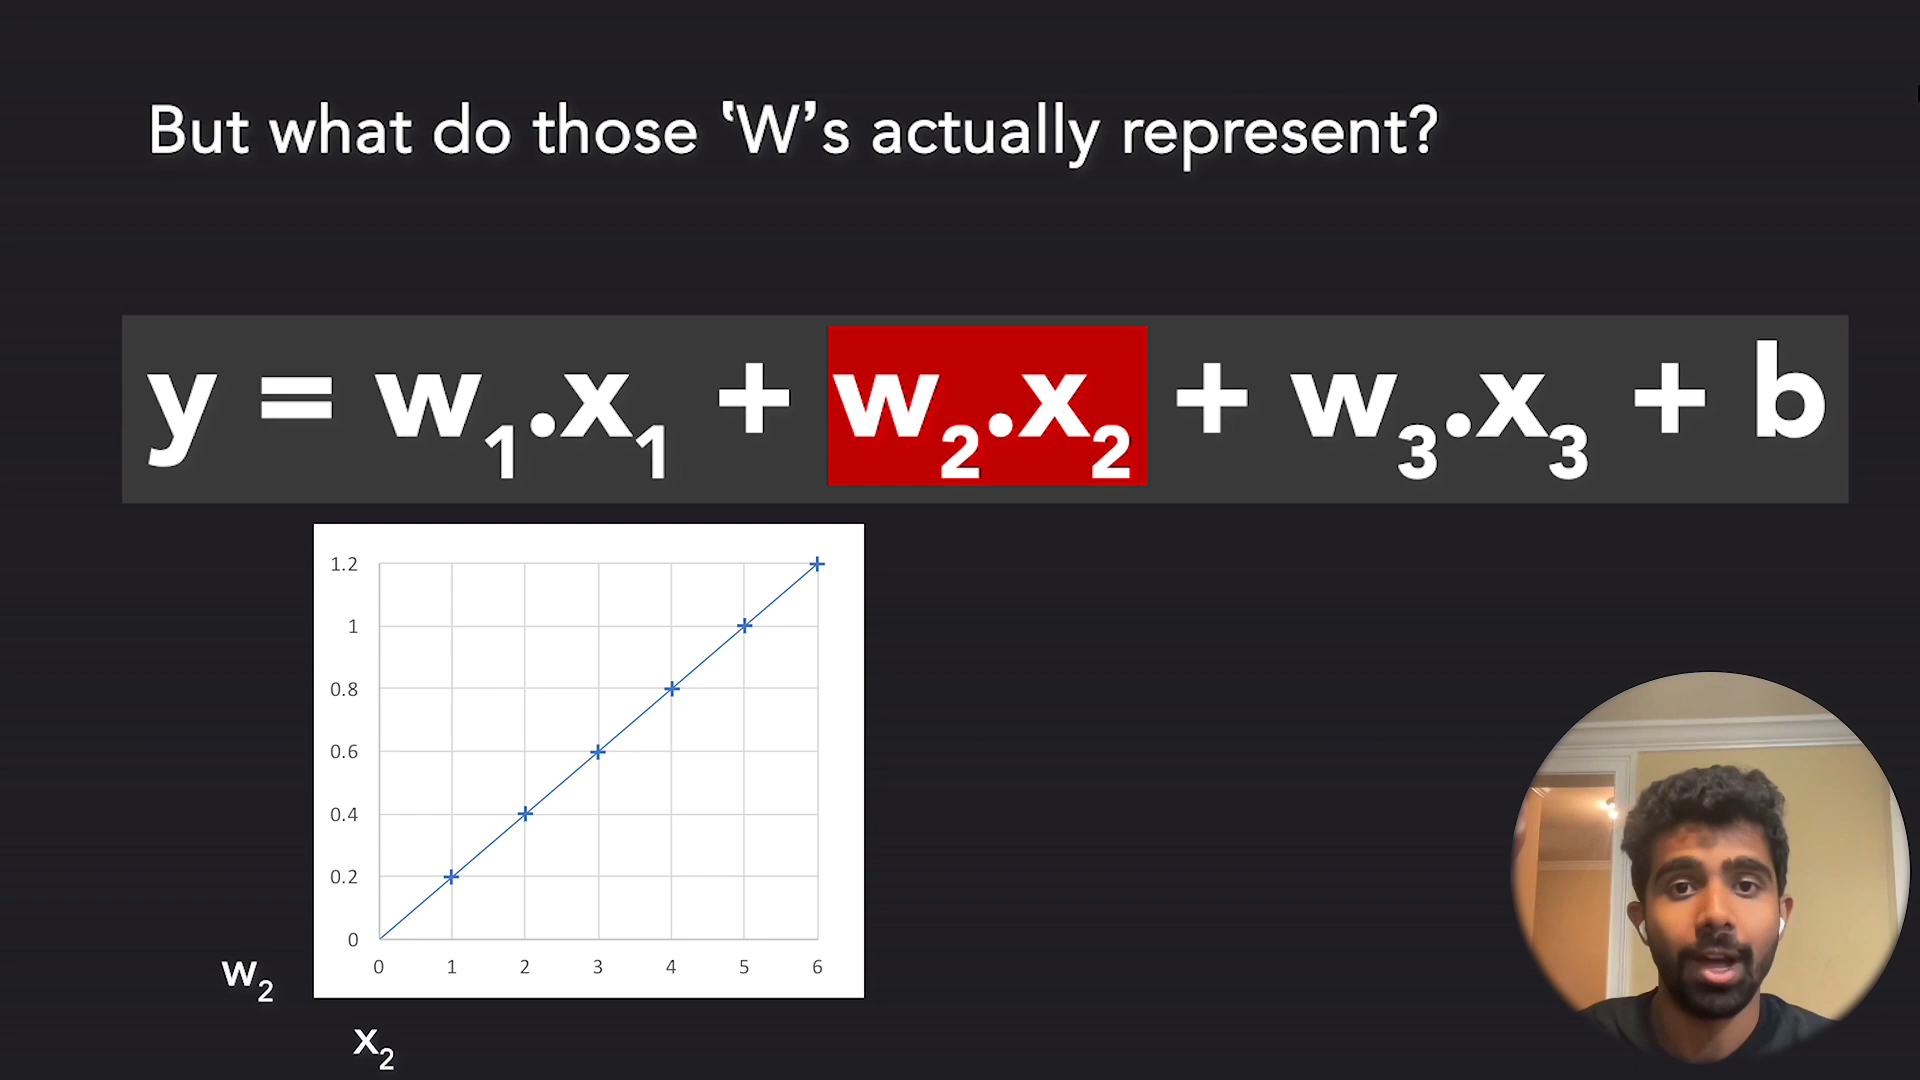 But what do those ‘W’s actually represent?
y = w₁.x₁ + w₂.x₂ + w₃.x₃ + b
1.2
1
0.8
0.6
0.4
0.2
0
0 1 2 3 4 5 6
w₂
x₂